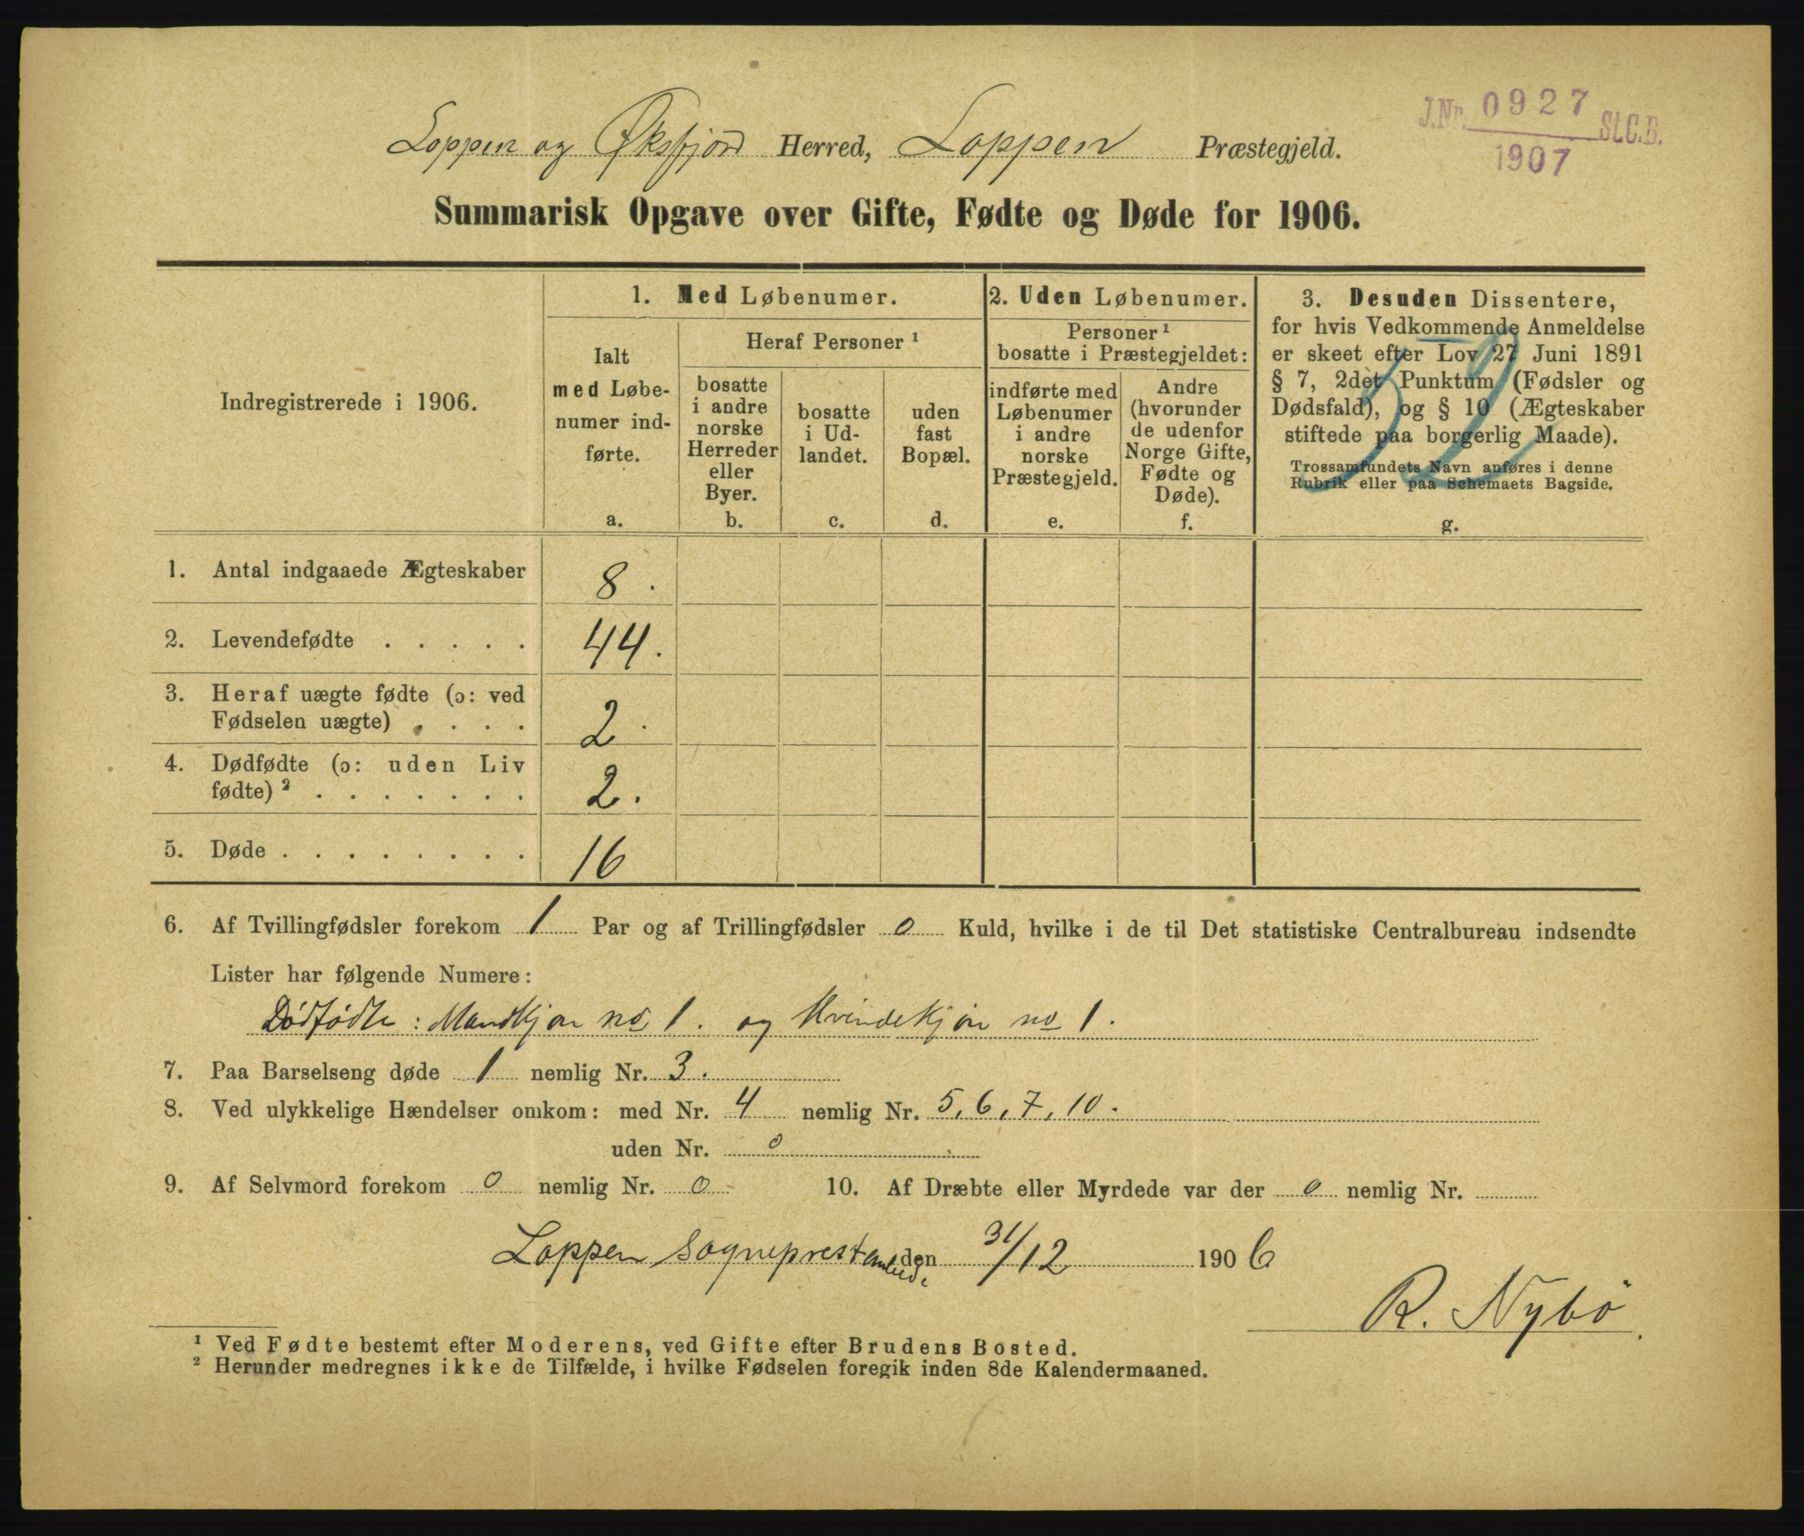 J.Nr. 0927 St.C.B.
1907
Loppen og Øksfjord Herred, Loppen Præstegjeld.
Summarisk Opgave over Gifte, Fødte og Døde for 1906.
Indregistrerede i 1906.
1. Med Løbenumer.
Ialt
med Løbe-
numer ind-
førte.
a.
Heraf Personer ¹
bosatte
i andre
norske
Herreder
eller
Byer.
b.
bosatte
i Ud-
landet.
c.
uden
fast
Bopæl.
d.
2. Uden Løbenumer.
Personer ¹
bosatte i Præstegjeldet:
indførte med
Løbenumer
i andre
norske
Præstegjeld.
e.
Andre
(hvorunder
de udenfor
Norge Gifte,
Fødte og
Døde).
f.
3. Desuden Dissentere,
for hvis Vedkommende Anmeldelse
er skeet efter Lov 27 Juni 1891
§ 7, 2det Punktum (Fødsler og
Dødsfald), og § 10 (Ægteskaber
stiftede paa borgerlig Maade).
Trossamfundets Navn anføres i denne
Rubrik eller paa Schemaets Bagside.
g.
32
1. Antal indgaaede Ægteskaber 8.
2. Levendefødte . . . . . 44.
3. Heraf uægte fødte (ɔ: ved
Fødselen uægte) . . . . 2.
4. Dødfødte (ɔ: uden Liv
fødte) ² . . . . . . . 2.
5. Døde . . . . . . . . 16
6. Af Tvillingfødsler forekom 1 Par og af Trillingfødsler 0 Kuld, hvilke i de til Det statistiske Centralbureau indsendte
Lister har følgende Numere:
Dødfødte: Mandkjøn no 1. og Kvindekjøn no 1.
7. Paa Barselseng døde 1 nemlig Nr. 3.
8. Ved ulykkelige Hændelser omkom: med Nr. 4 nemlig Nr. 5, 6, 7, 10.
uden Nr. 0
9. Af Selvmord forekom 0 nemlig Nr. 0 10. Af Dræbte eller Myrdede var der 0 nemlig Nr.
Loppen sogneprestembede den 31/12 1906
R. Nybö
¹ Ved Fødte bestemt efter Moderens, ved Gifte efter Brudens Bosted.
² Herunder medregnes ikke de Tilfælde, i hvilke Fødselen foregik inden 8de Kalendermaaned.